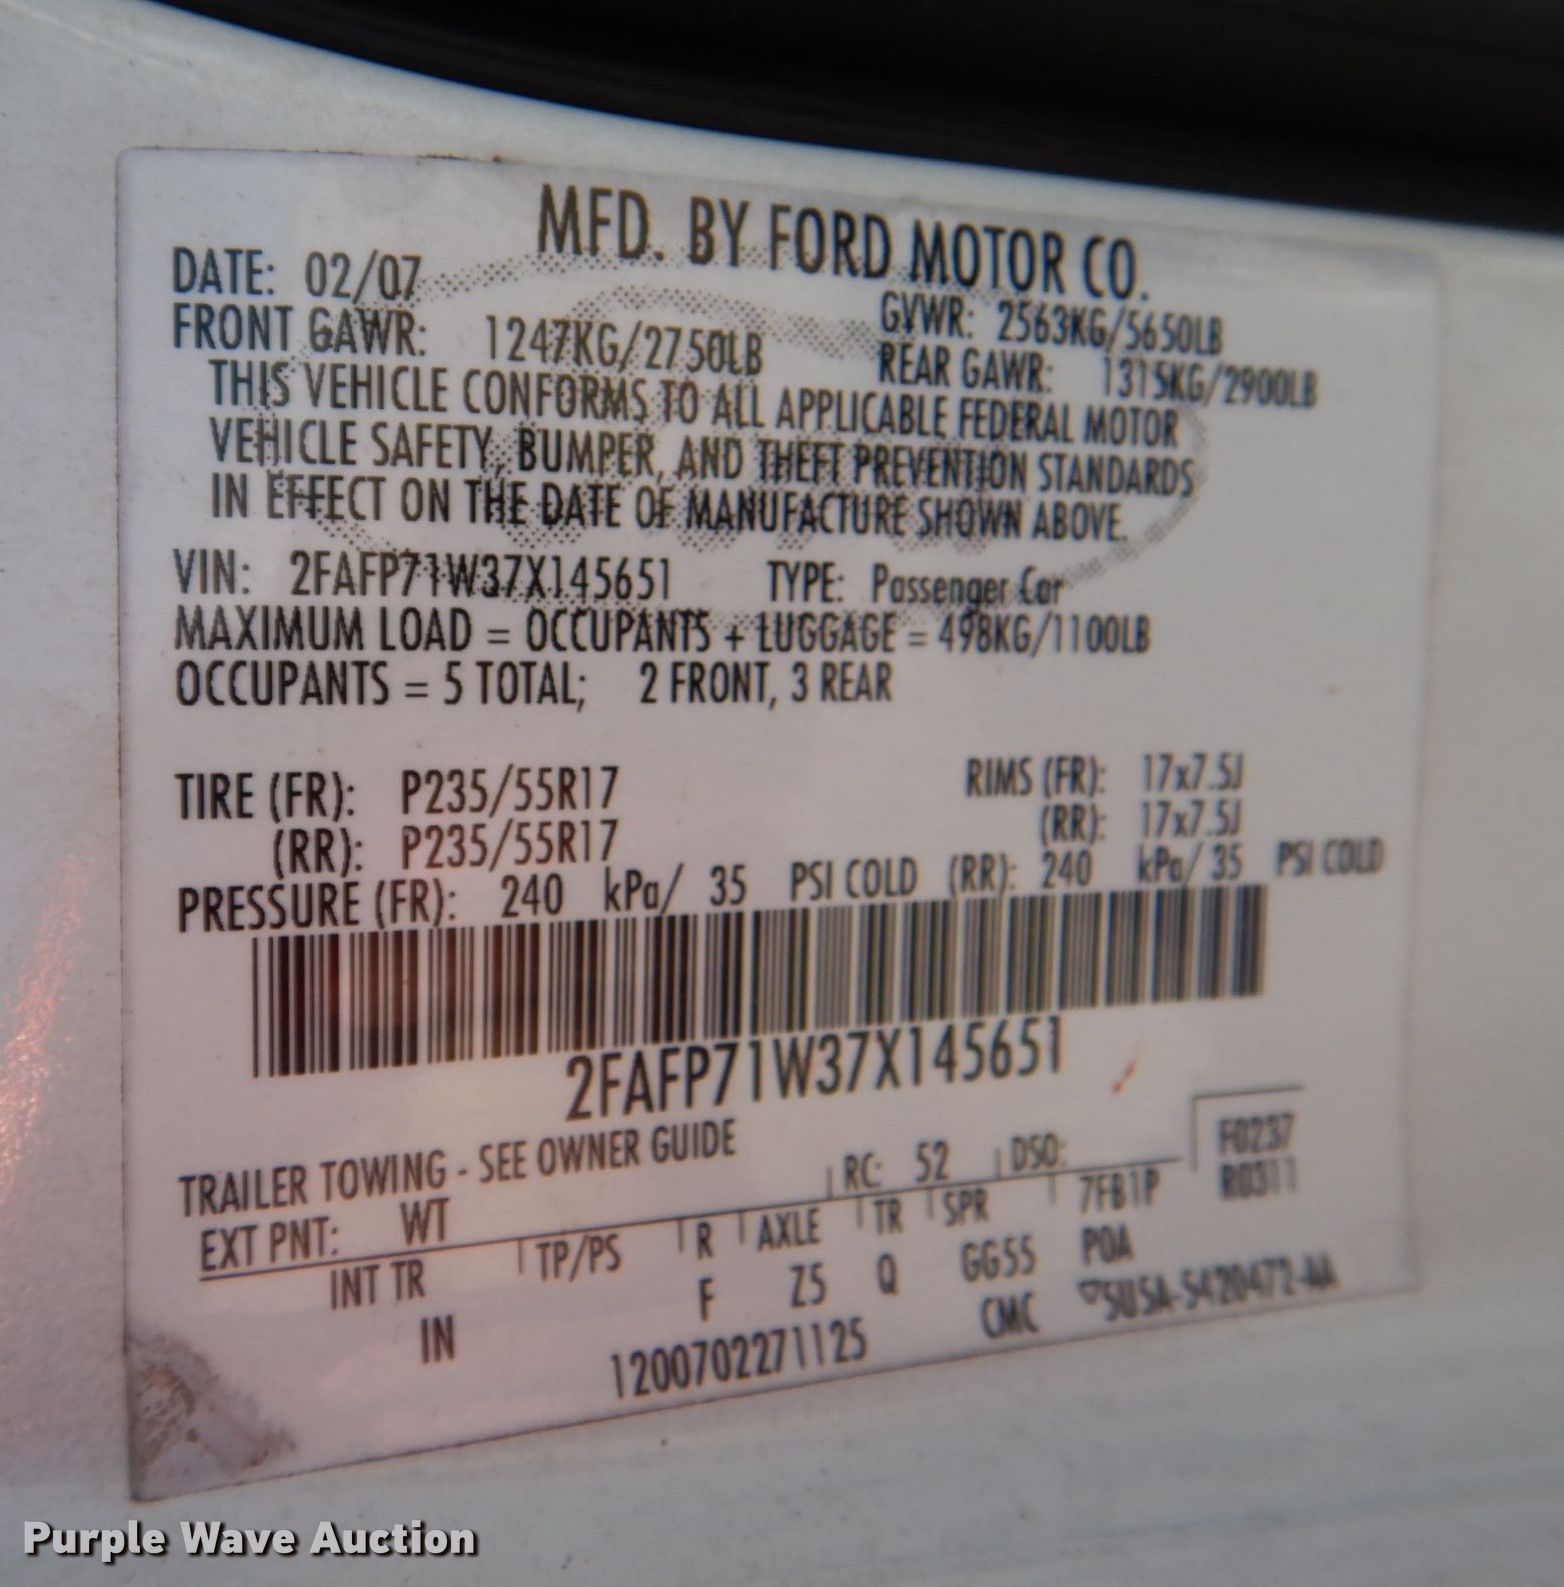 MFD. BY FORD MOTOR CO.
DATE: 02/07 GVWR: 2563KG/5650LB
FRONT GAWR: 1247KG/2750LB REAR GAWR: 1315KG/2900LB
THIS VEHICLE CONFORMS TO ALL APPLICABLE FEDERAL MOTOR
VEHICLE SAFETY, BUMPER, AND THEFT PREVENTION STANDARDS
IN EFFECT ON THE DATE OF MANUFACTURE SHOWN ABOVE.
VIN: 2FAFP71W37X145651 TYPE: Passenger Car
MAXIMUM LOAD = OCCUPANTS + LUGGAGE = 498KG/1100LB
OCCUPANTS = 5 TOTAL; 2 FRONT, 3 REAR
TIRE (FR): P235/55R17 RIMS (FR): 17x7.5J
(RR): P235/55R17 (RR): 17x7.5J
PRESSURE (FR): 240 kPa/ 35 PSI COLD (RR): 240 kPa/ 35 PSI COLD
2FAFP71W37X145651
TRAILER TOWING - SEE OWNER GUIDE F0237
EXT PNT: WT RC: 52 DSO: R0311
INT TR TP/PS R AXLE TR SPR 7FB1P
IN F Z5 Q GG55 POA
1200702271125 CMC ▽5U5A-5420472-AA
Purple Wave Auction